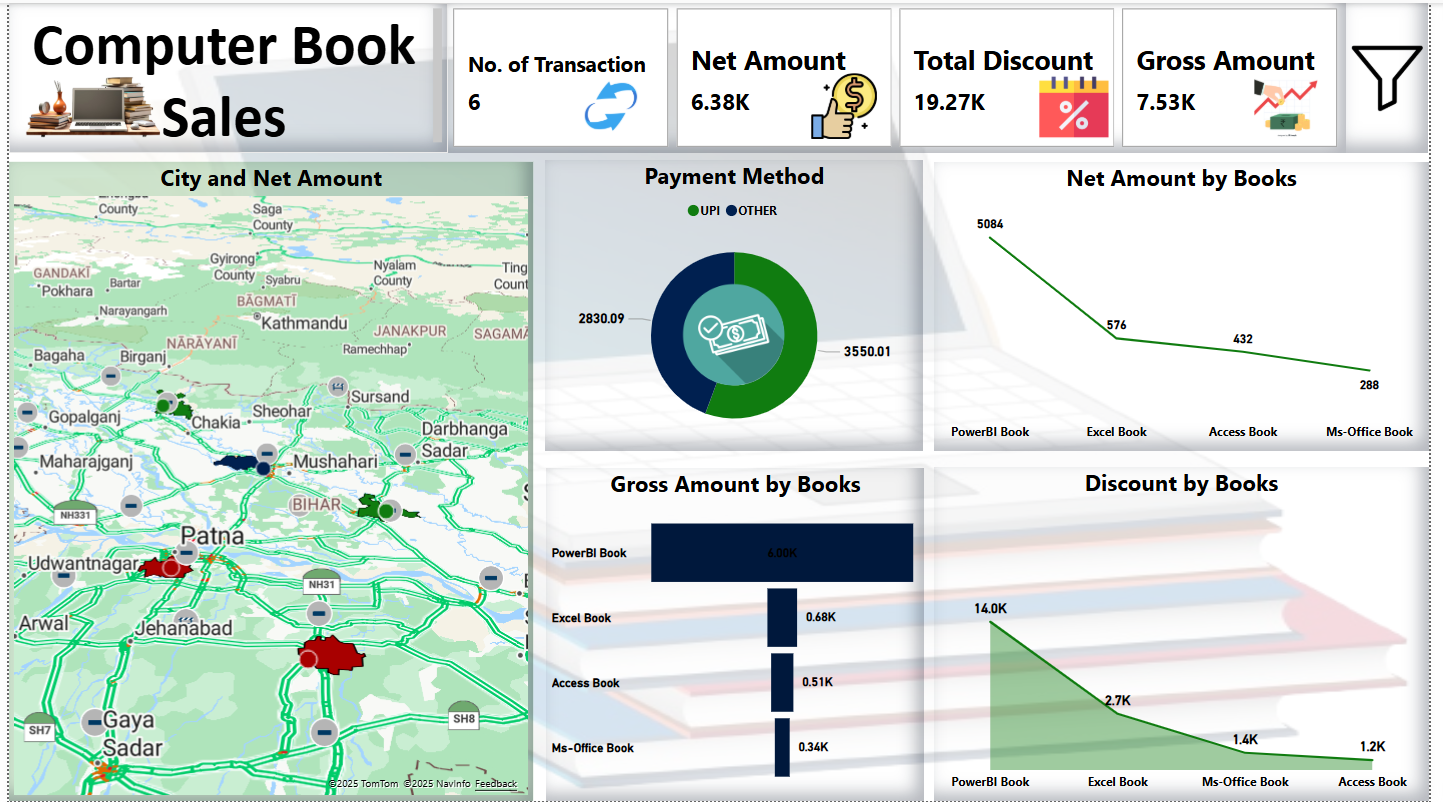 Computer Book
Sales
No. of Transaction
6
Net Amount
6.38K
Total Discount
19.27K
Gross Amount
7.53K
City and Net Amount
County
Saga
County
Gyirong
County
Syabru
Nyalam
County
Ting
Count
GANDAKĪ
Pokhara
Bartar
BĀGMATĪ
Narayangarh
Kathmandu
NĀRĀYANĪ
JANAKPUR
SAGAMĀ
Ramechhap
Bagaha
Birganj
Sursand
Gopalganj
Chakia
Sheohar
Darbhanga
Sadar
Maharajganj
Mushahari
BIHAR
NH331
Patna
Udwantnagar
NH31
Arwal
Jehanabad
SH7
Gaya
Sadar
SH8
©2025 TomTom ©2025 NavInfo Feedback
Payment Method
UPI OTHER
2830.09
3550.01
Net Amount by Books
5084
576
432
288
PowerBI Book Excel Book Access Book Ms-Office Book
Gross Amount by Books
PowerBI Book 6.00K
Excel Book 0.68K
Access Book 0.51K
Ms-Office Book 0.34K
Discount by Books
14.0K
2.7K
1.4K
1.2K
PowerBI Book Excel Book Ms-Office Book Access Book